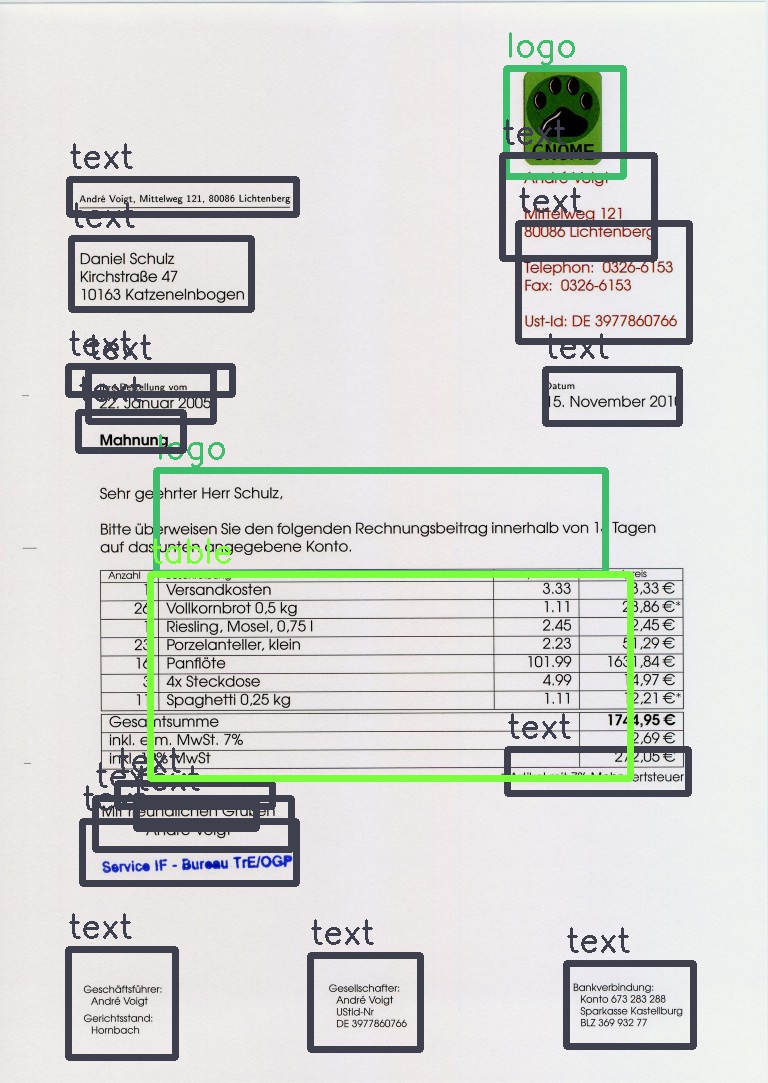 logo
text
GNOME
André Voigt
text
Mittelweg 121
80086 Lichtenberg
Telephon: 0326-6153
Fax: 0326-6153
Ust-Id: DE 3977860766
text
André Voigt, Mittelweg 121, 80086 Lichtenberg
text
Daniel Schulz
Kirchstraße 47
10163 Katzenelnbogen
text
text
Ihre Bestellung vom
text
22. Januar 2005
text
Datum
15. November 2010
Mahnung
logo
Sehr geehrter Herr Schulz,
Bitte überweisen Sie den folgenden Rechnungsbeitrag innerhalb von 14 Tagen
auf das unten angegebene Konto.
table
Anzahl
1 Versandkosten 3.33 3,33 €
26 Vollkornbrot 0,5 kg 1.11 28,86 €*
1 Riesling, Mosel, 0,75 l 2.45 2,45 €
23 Porzelanteller, klein 2.23 51,29 €
16 Panflöte 101.99 1631,84 €
3 4x Steckdose 4.99 14,97 €
11 Spaghetti 0,25 kg 1.11 12,21 €*
Gesamtsumme 1744,95 €
inkl. erm. MwSt. 7% 2,69 €
inkl. 19% MwSt 272,05 €
text
Artikel mit 7% Mehrwertsteuer
text
text
text
text
Mit freundlichen Grüßen
André Voigt
Service IF - Bureau TrE/OGP
text
Geschäftsführer:
André Voigt
Gerichtsstand:
Hornbach
text
Gesellschafter:
André Voigt
UStId-Nr
DE 3977860766
text
Bankverbindung:
Konto 673 283 288
Sparkasse Kastellburg
BLZ 369 932 77